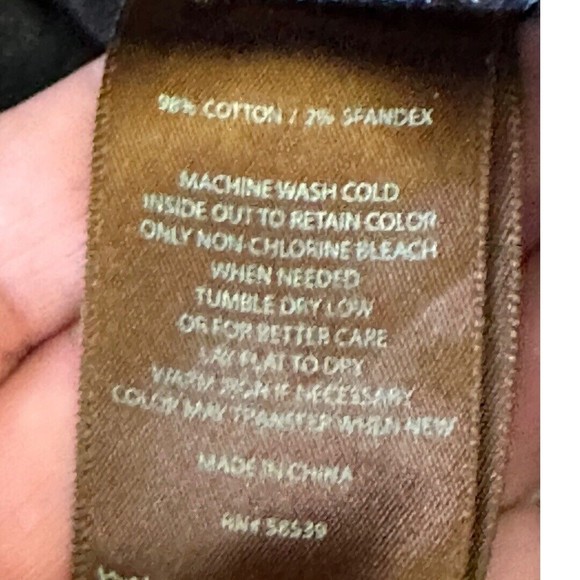 98% COTTON / 2% SPANDEX
MACHINE WASH COLD
INSIDE OUT TO RETAIN COLOR
ONLY NON-CHLORINE BLEACH
WHEN NEEDED
TUMBLE DRY LOW
OR FOR BETTER CARE
LAY FLAT TO DRY
WARM IRON IF NECESSARY
COLOR MAY TRANSFER WHEN NEW
MADE IN CHINA
RN# 58539